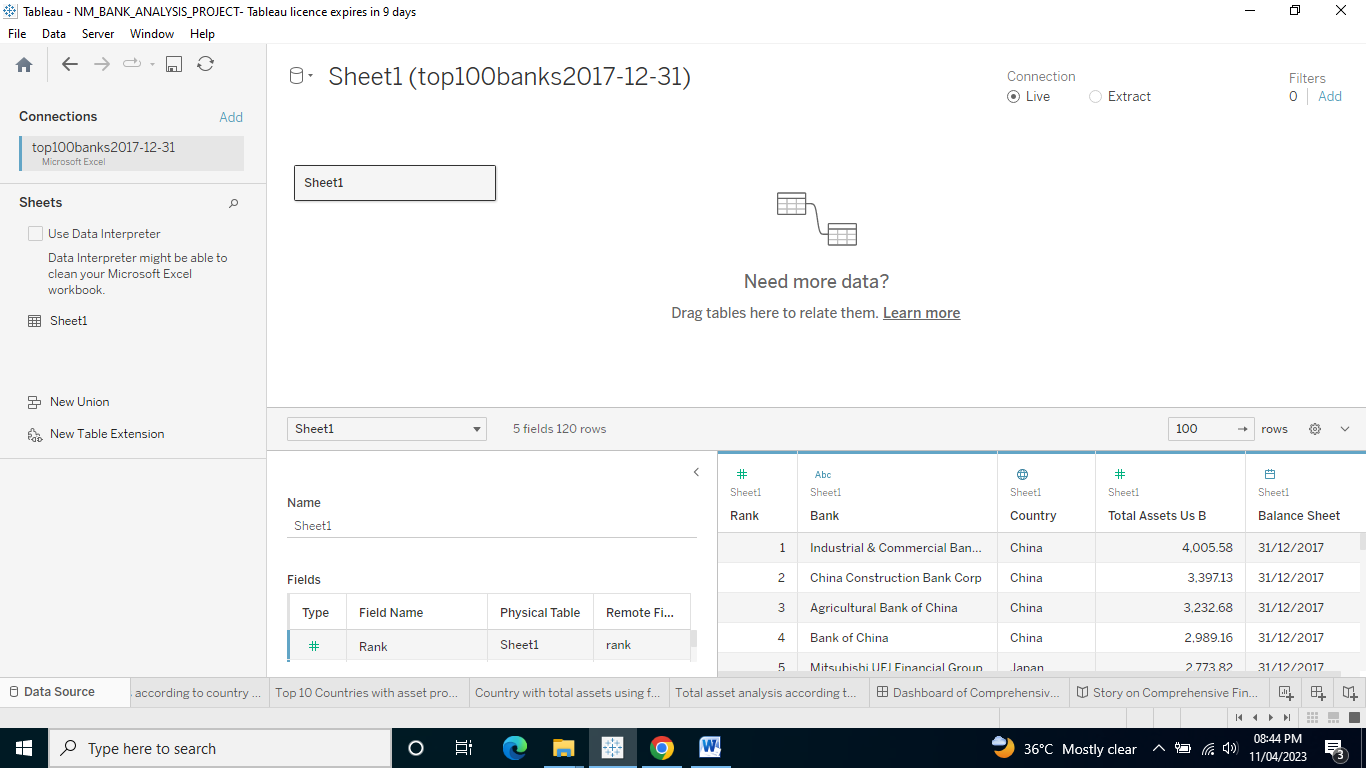 Tableau - NM_BANK_ANALYSIS_PROJECT- Tableau licence expires in 9 days
File Data Server Window Help
Connections Add
top100banks2017-12-31
Microsoft Excel
Sheets
Use Data Interpreter
Data Interpreter might be able to
clean your Microsoft Excel
workbook.
Sheet1
New Union
New Table Extension
Sheet1 (top100banks2017-12-31)
Connection
Live Extract
Filters
0 Add
Sheet1
Need more data?
Drag tables here to relate them. Learn more
Sheet1 5 fields 120 rows 100 rows
Name
Sheet1
Fields
Type Field Name Physical Table Remote Fi...
Rank Sheet1 rank
Abc
Sheet1 Sheet1 Sheet1 Sheet1 Sheet1
Rank Bank Country Total Assets Us B Balance Sheet
1 Industrial & Commercial Ban... China 4,005.58 31/12/2017
2 China Construction Bank Corp China 3,397.13 31/12/2017
3 Agricultural Bank of China China 3,232.68 31/12/2017
4 Bank of China China 2,989.16 31/12/2017
5 Mitsubishi UFJ Financial Group Japan 2,773.82 31/12/2017
Data Source according to country ... Top 10 Countries with asset pro... Country with total assets using f... Total asset analysis according t... Dashboard of Comprehensiv... Story on Comprehensive Fin...
Type here to search
36°C Mostly clear
08:44 PM
11/04/2023
3